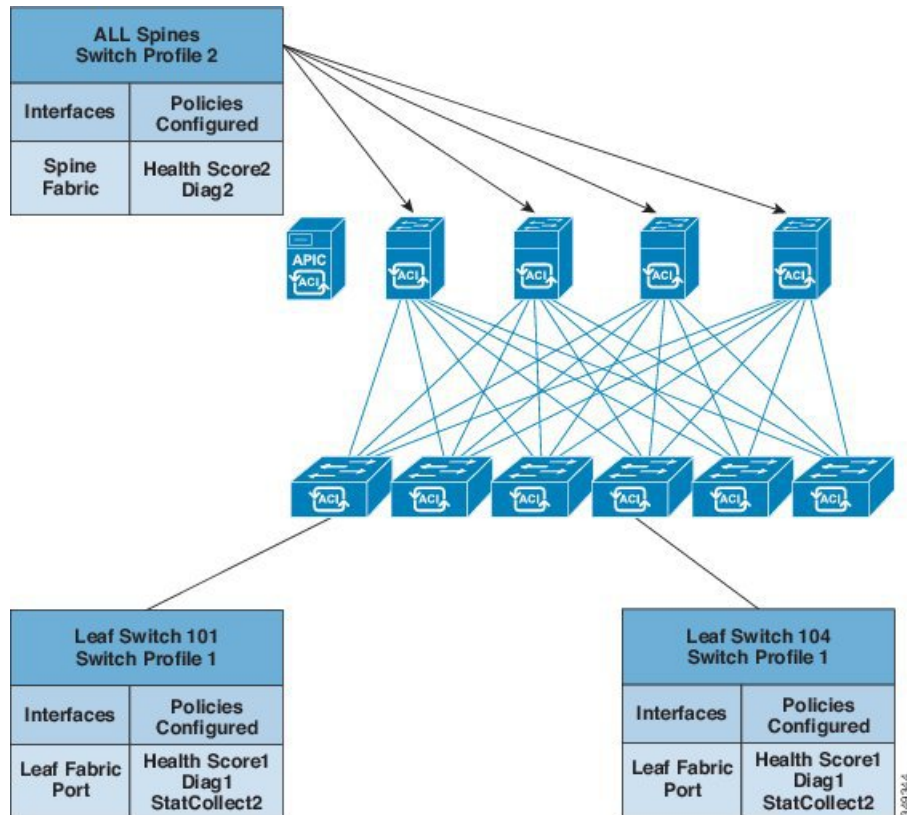 ALL Spines
Switch Profile 2
Interfaces
Policies
Configured
Spine
Fabric
Health Score2
Diag2
APIC
ACI
ACI
ACI
ACI
ACI
ACI
ACI
ACI
ACI
ACI
ACI
Leaf Switch 101
Switch Profile 1
Interfaces
Policies
Configured
Leaf Fabric
Port
Health Score1
Diag1
StatCollect2
Leaf Switch 104
Switch Profile 1
Interfaces
Policies
Configured
Leaf Fabric
Port
Health Score1
Diag1
StatCollect2
349344